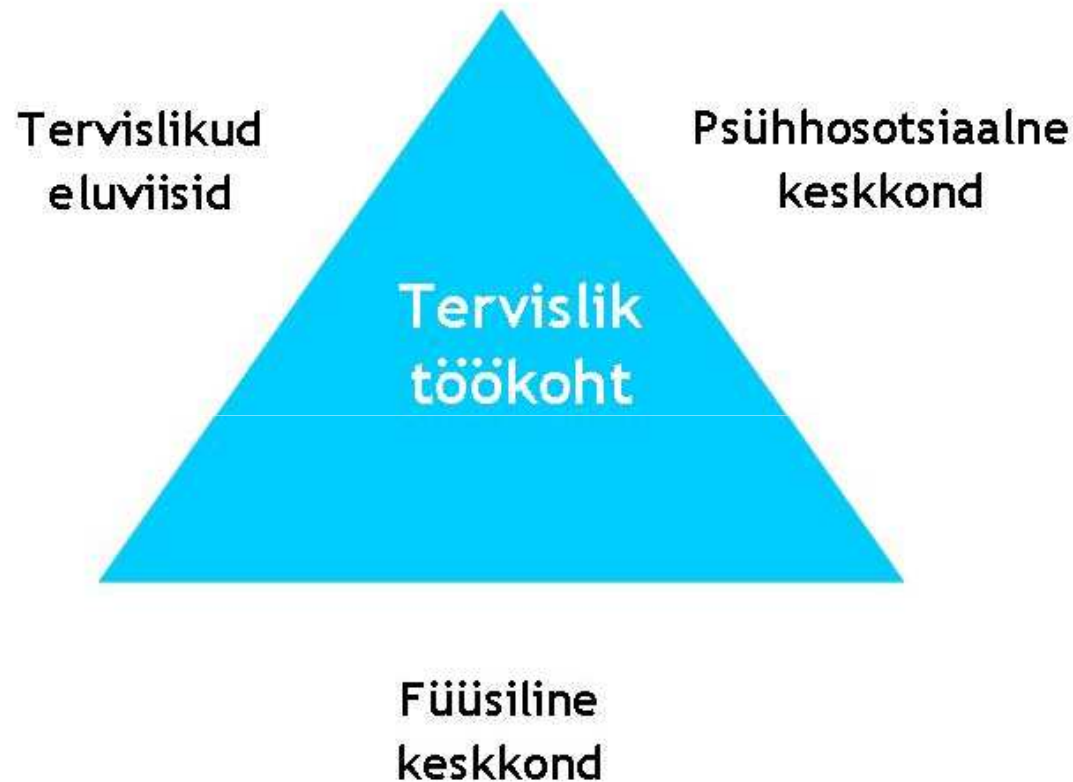 Tervislikud
eluviisid
Psühhosotsiaalne
keskkond
Tervislik
töökoht
Füüsiline
keskkond